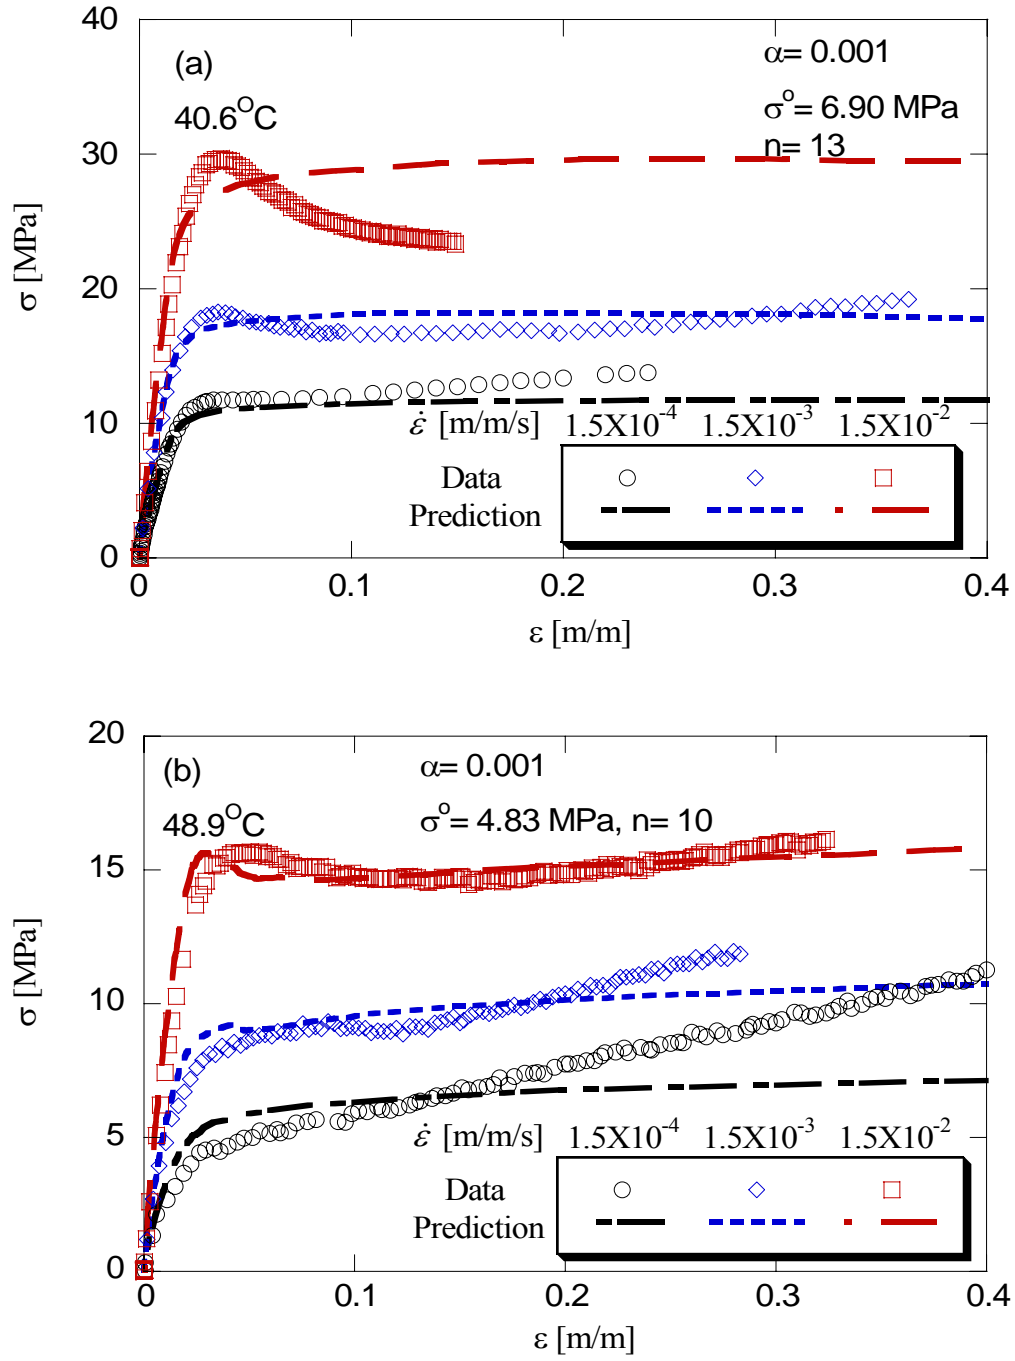 40
(a)
α= 0.001
40.6°C
σ°= 6.90 MPa
n= 13
30
σ [MPa]
20
10
ε̇ [m/m/s] 1.5X10⁻⁴ 1.5X10⁻³ 1.5X10⁻²
Data
Prediction
0
0 0.1 0.2 0.3 0.4
ε [m/m]
20
(b)
α= 0.001
48.9°C
σ°= 4.83 MPa, n= 10
15
σ [MPa]
10
5
ε̇ [m/m/s] 1.5X10⁻⁴ 1.5X10⁻³ 1.5X10⁻²
Data
Prediction
0
0 0.1 0.2 0.3 0.4
ε [m/m]